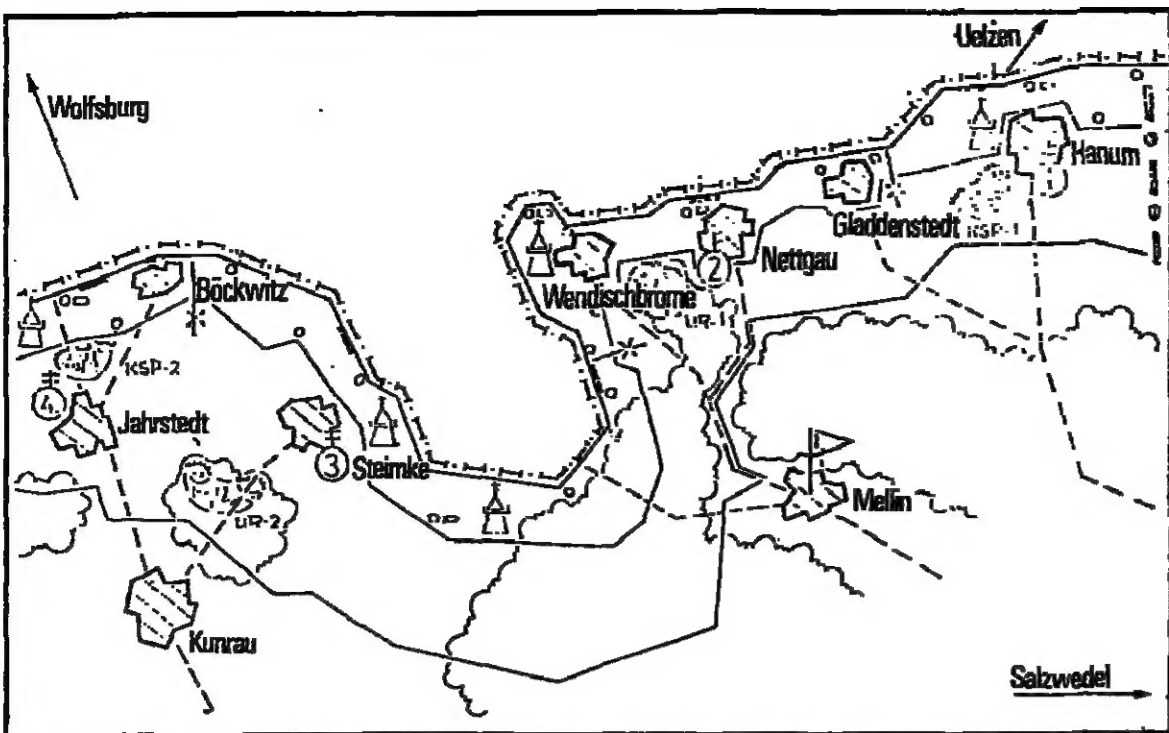 Uelzen
Wolfsburg
Hanum
Gladdenstedt
KSP-1
Nettgau
②
Wendischbrome
UR-1
Böckwitz
KSP-2
④
Jahrstedt
③
Steimke
UR-2
Mellin
Kunrau
Salzwedel